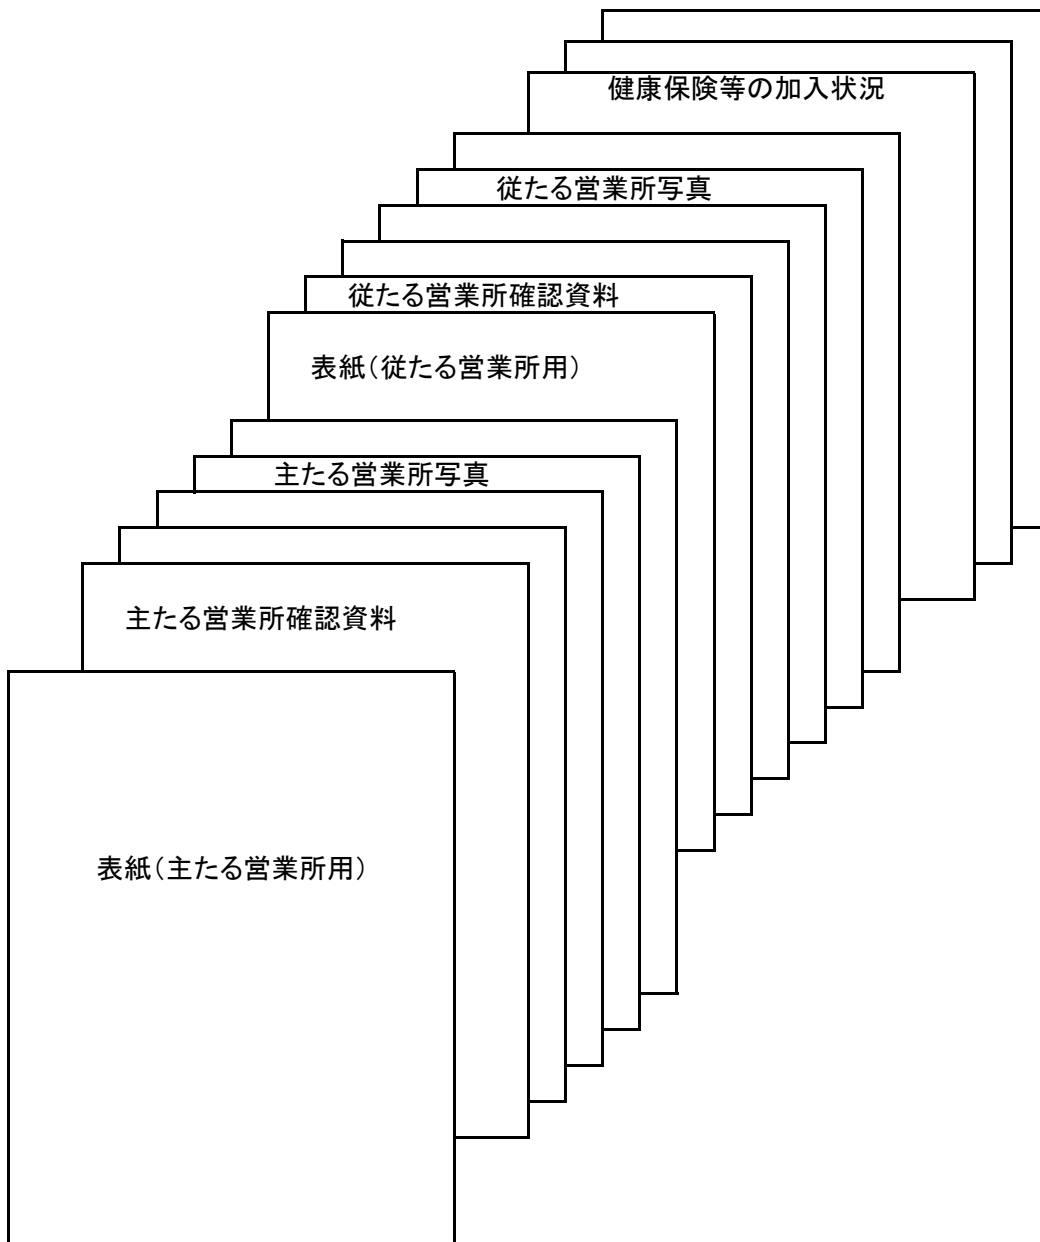 健康保険等の加入状況
従たる営業所写真
従たる営業所確認資料
表紙(従たる営業所用)
主たる営業所写真
主たる営業所確認資料
表紙(主たる営業所用)